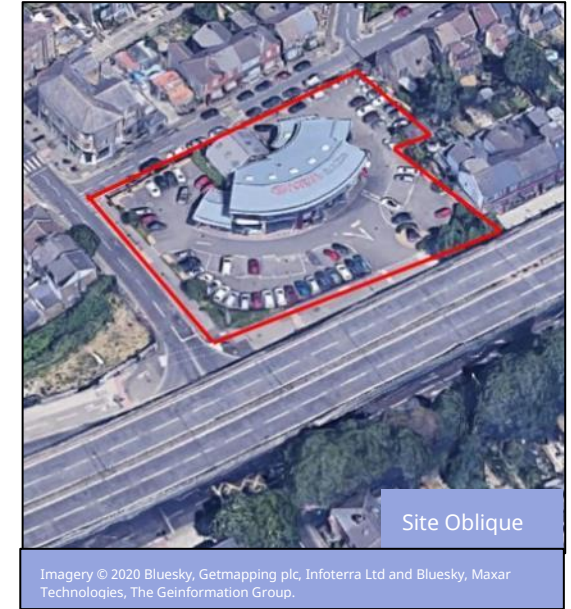 Site Oblique
Imagery © 2020 Bluesky, Getmapping plc, Infoterra Ltd and Bluesky, Maxar
Technologies, The Geinformation Group.